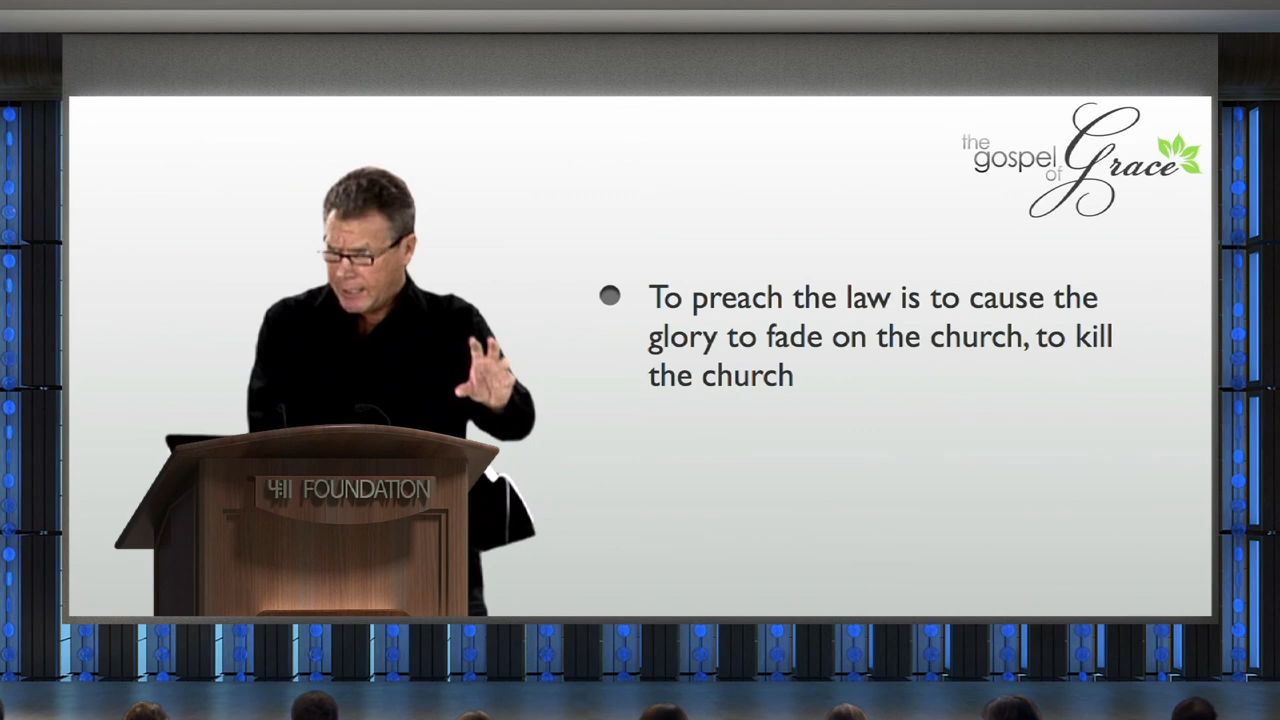 the
gospel
of
Grace
To preach the law is to cause the
glory to fade on the church, to kill
the church
4:11 FOUNDATION